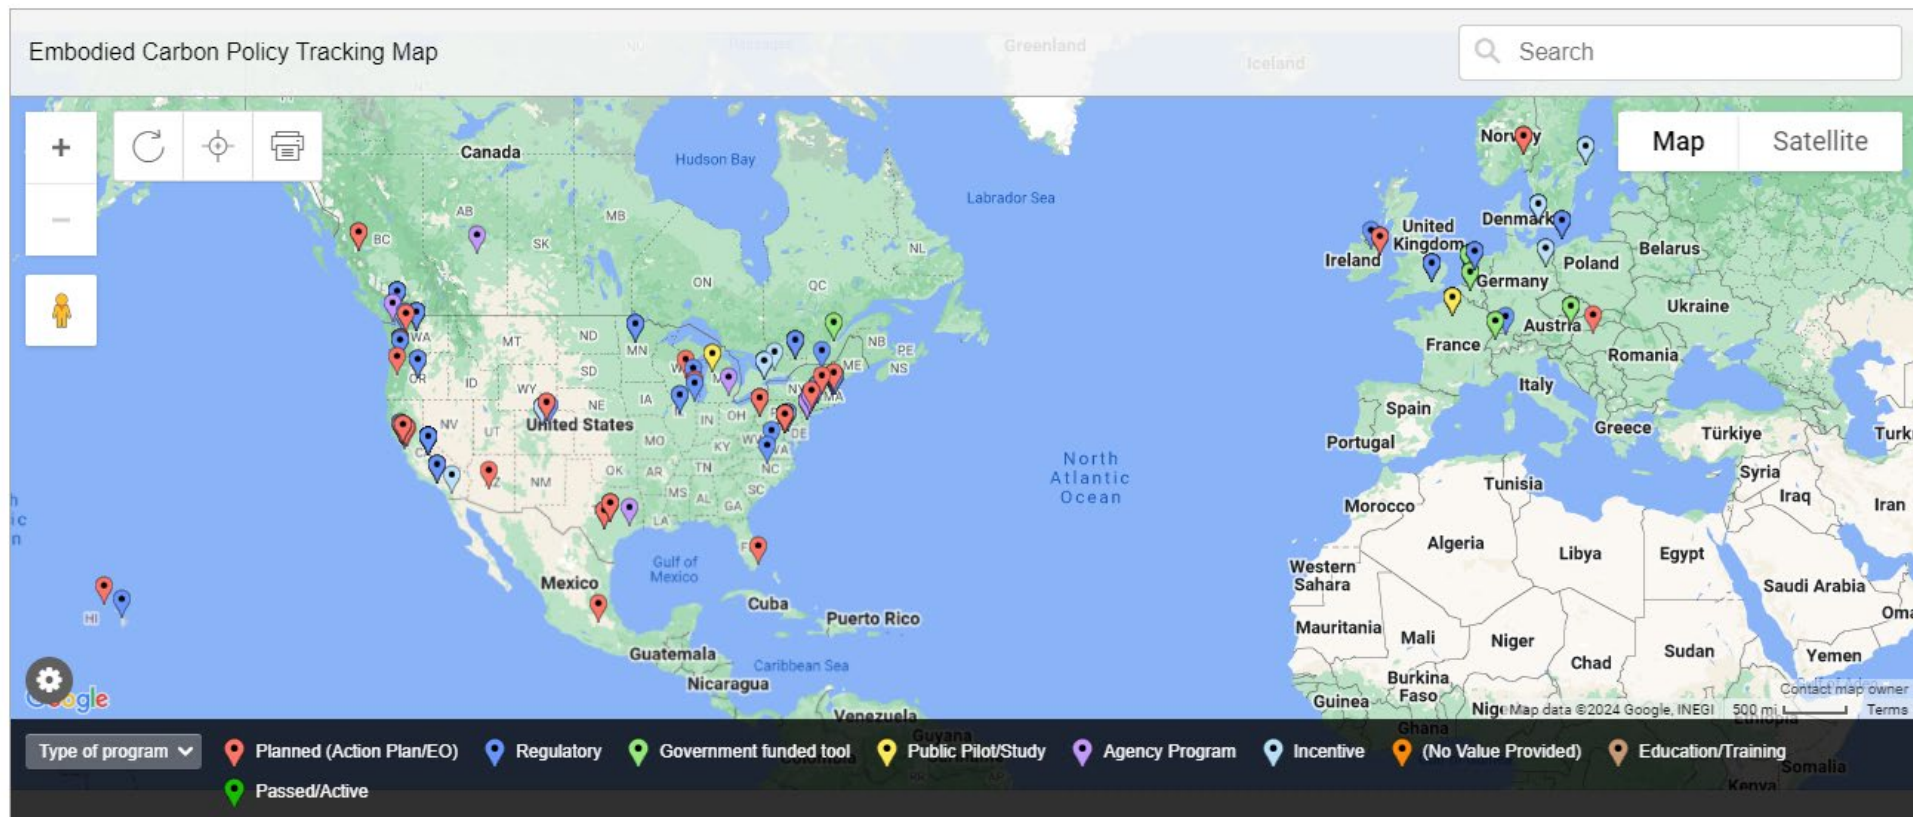 Embodied Carbon Policy Tracking Map
Search
Greenland
Iceland
Map
Satellite
Canada
Hudson Bay
Labrador Sea
AB
BC
MB
SK
NL
ON
QC
NB
PE
NS
ME
WA
MT
ND
MN
OR
ID
SD
WY
IA
NE
NV
UT
United States
IN
OH
NY
MA
DE
MO
KY
NC
OK
AR
TN
NM
SC
MS
AL
GA
LA
Norway
Denmark
United
Kingdom
Ireland
Belarus
Poland
Germany
Ukraine
Austria
France
Romania
Italy
Spain
Portugal
Greece
Türkiye
North
Atlantic
Ocean
Tunisia
Syria
Iraq
Iran
Morocco
Algeria
Libya
Egypt
Western
Sahara
Saudi Arabia
Gulf of
Mexico
Mexico
Cuba
Puerto Rico
HI
Mauritania
Mali
Niger
Chad
Sudan
Yemen
Guatemala
Caribbean Sea
Nicaragua
Burkina
Faso
Guinea
Venezuela
Guyana
Ghana
Google
Contact map owner
Map data ©2024 Google, INEGI
500 mi
Terms
Type of program
Planned (Action Plan/EO)
Regulatory
Government funded tool
Public Pilot/Study
Agency Program
Incentive
(No Value Provided)
Education/Training
Passed/Active
Somalia
Kenya